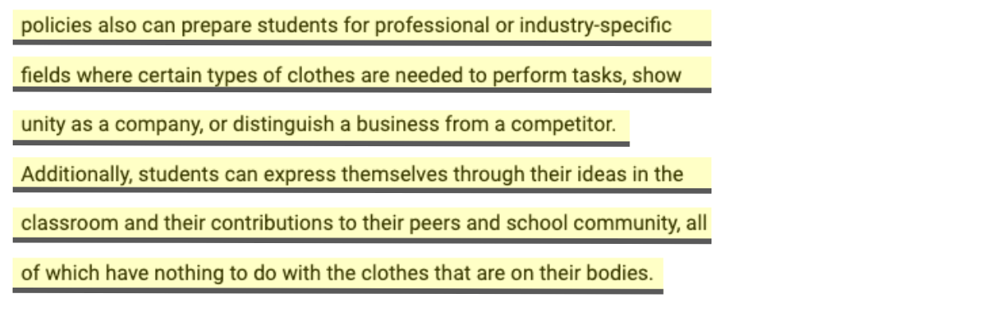 policies also can prepare students for professional or industry-specific
fields where certain types of clothes are needed to perform tasks, show
unity as a company, or distinguish a business from a competitor.
Additionally, students can express themselves through their ideas in the
classroom and their contributions to their peers and school community, all
of which have nothing to do with the clothes that are on their bodies.